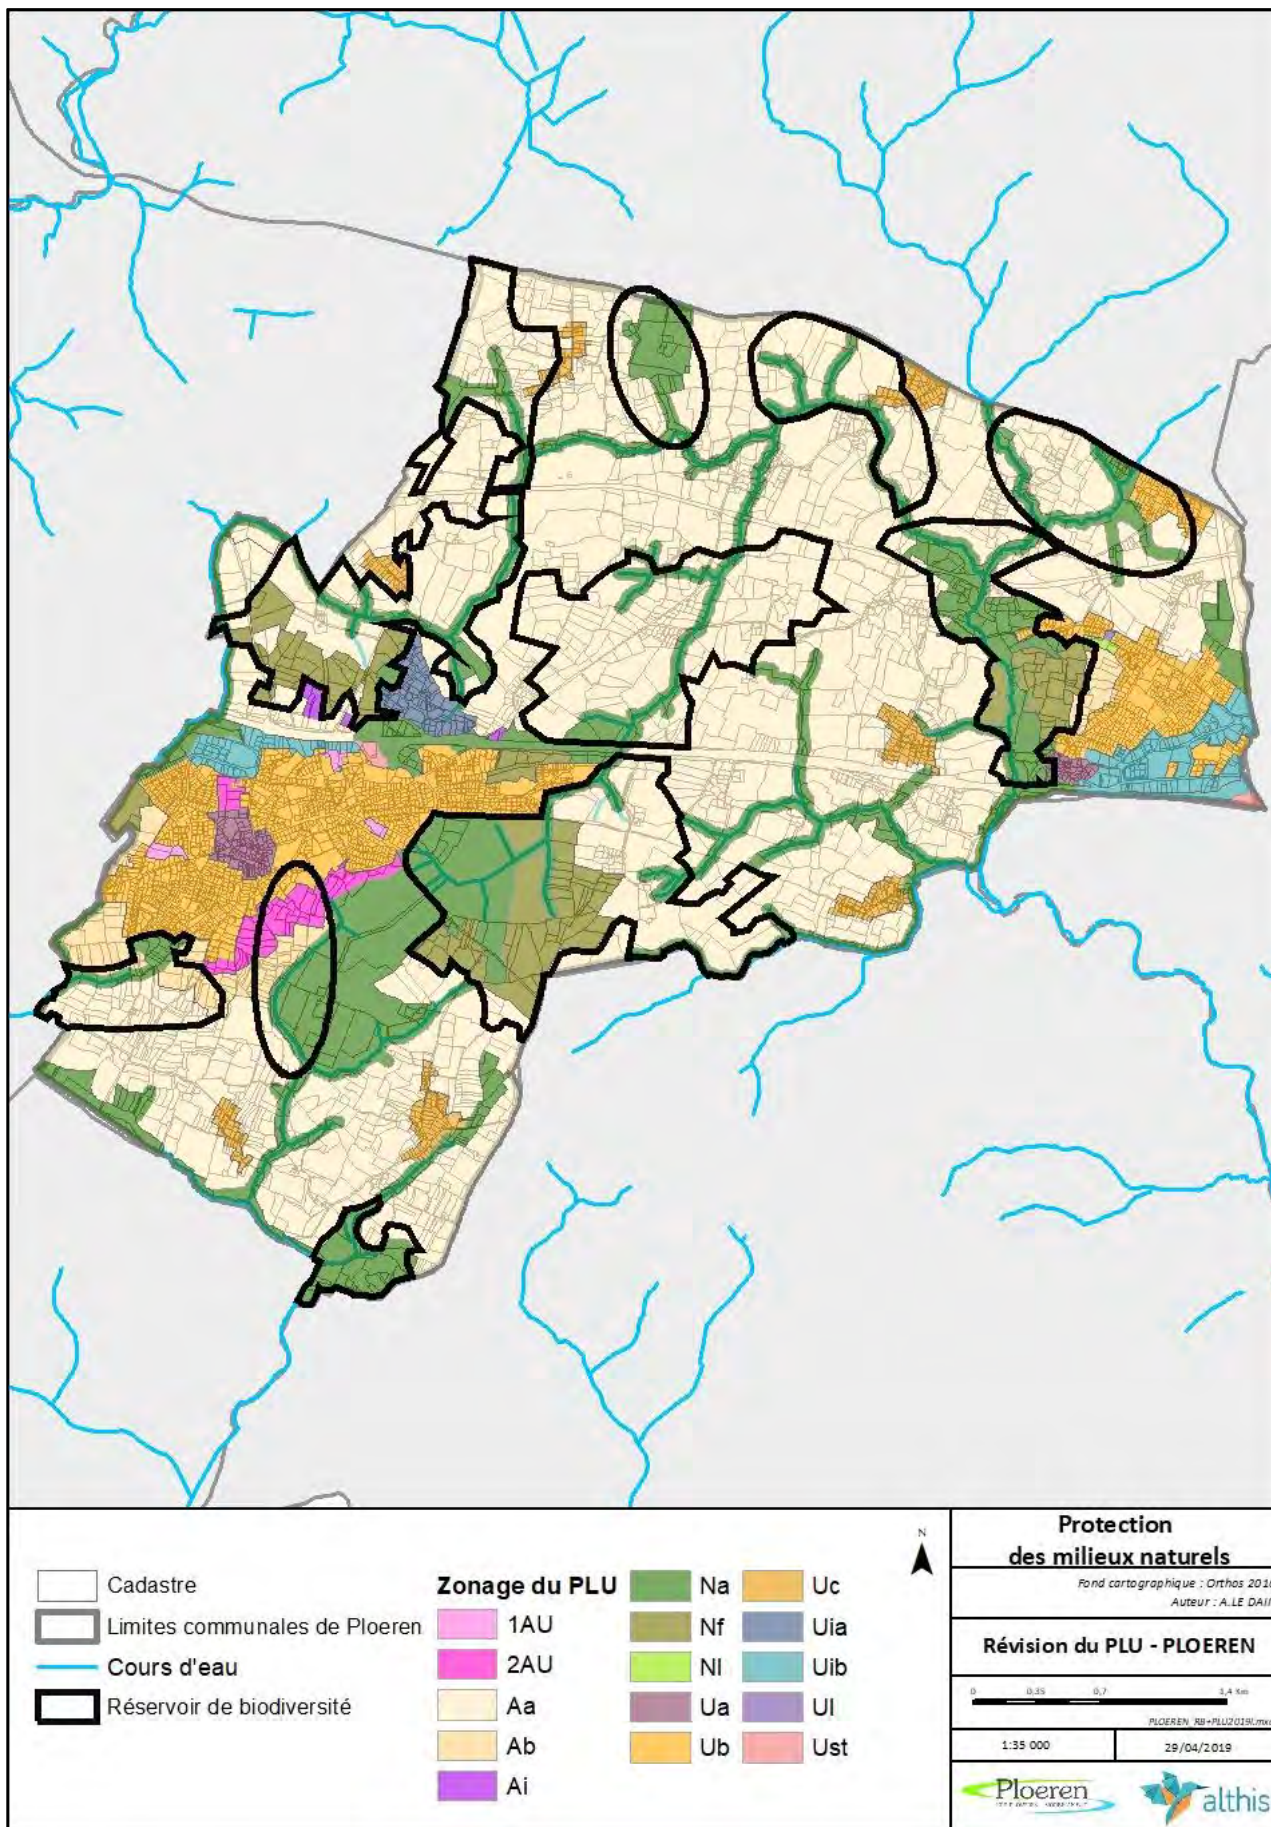 N
Cadastre
Limites communales de Ploeren
Cours d'eau
Réservoir de biodiversité
Zonage du PLU
1AU
2AU
Aa
Ab
Ai
Na
Nf
Nl
Ua
Ub
Uc
Uia
Uib
Ul
Ust
Protection
des milieux naturels
Fond cartographique : Orthos 201
Auteur : A.LE DAI
Révision du PLU - PLOEREN
0 0,35 0,7 1,4 Km
1:35 000
29/04/2019
Ploeren
althis